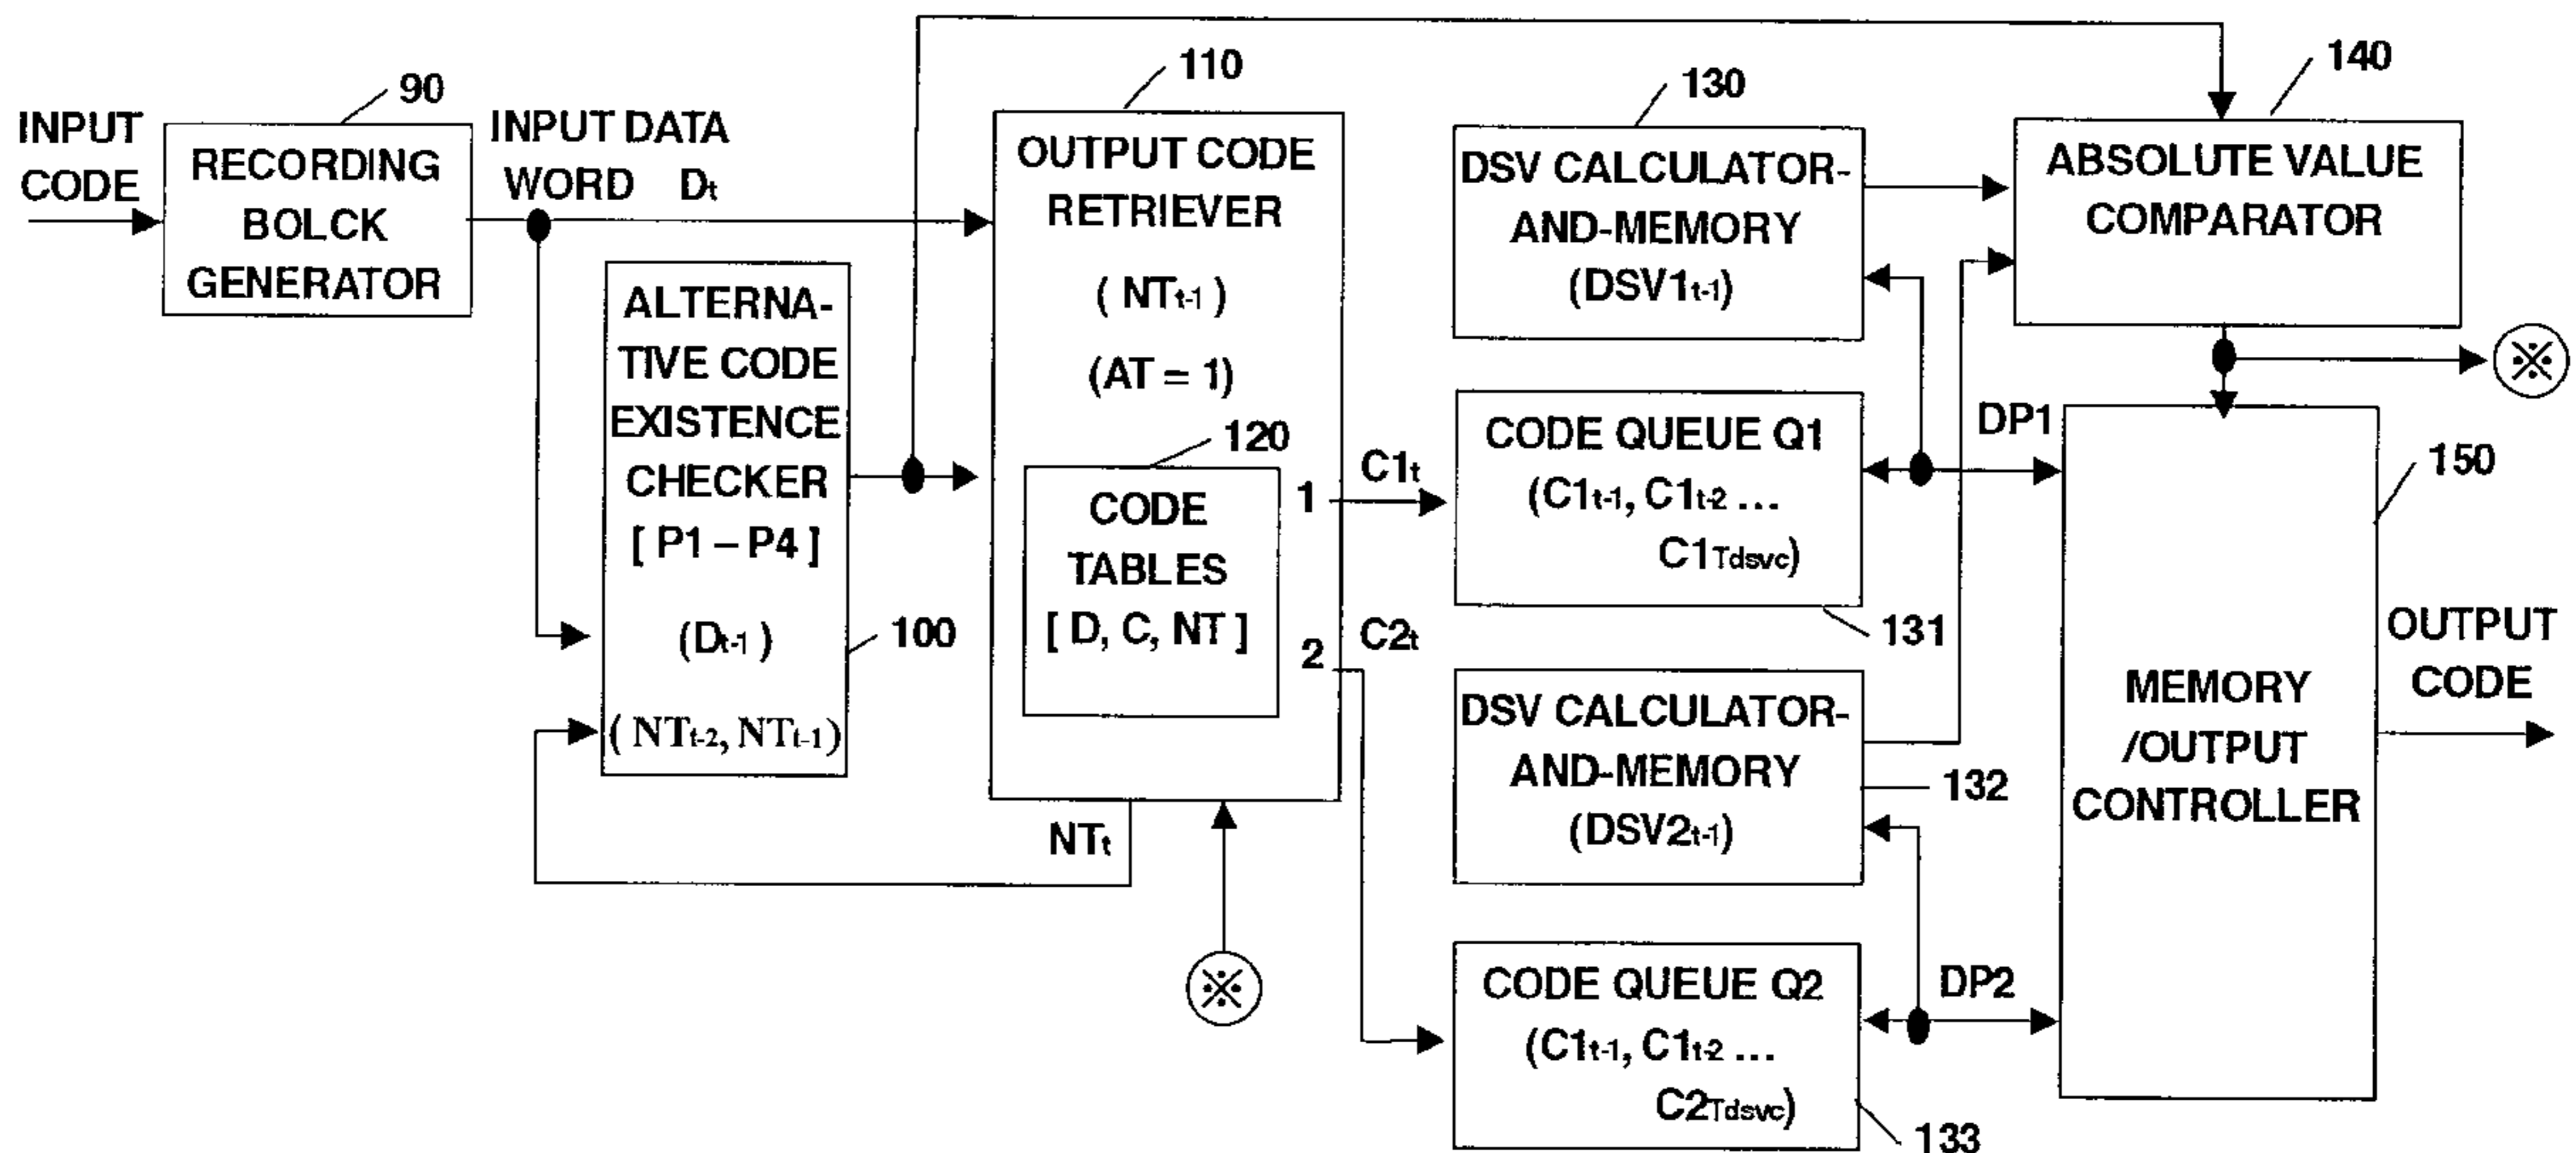 INPUT
CODE
90
RECORDING
BOLCK
GENERATOR
INPUT DATA
WORD Dt
ALTERNA-
TIVE CODE
EXISTENCE
CHECKER
[ P1 – P4 ]
(Dt-1 )
( NTt-2, NTt-1)
100
110
OUTPUT CODE
RETRIEVER
( NTt-1 )
(AT = 1)
120
CODE
TABLES
[ D, C, NT ]
1
2
C1t
C2t
NTt
※
130
DSV CALCULATOR-
AND-MEMORY
(DSV1t-1)
CODE QUEUE Q1
(C1t-1, C1t-2 ...
C1Tdsvc)
131
DSV CALCULATOR-
AND-MEMORY
(DSV2t-1)
132
CODE QUEUE Q2
(C1t-1, C1t-2 ...
C2Tdsvc)
133
140
ABSOLUTE VALUE
COMPARATOR
※
DP1
DP2
150
MEMORY
/OUTPUT
CONTROLLER
OUTPUT
CODE